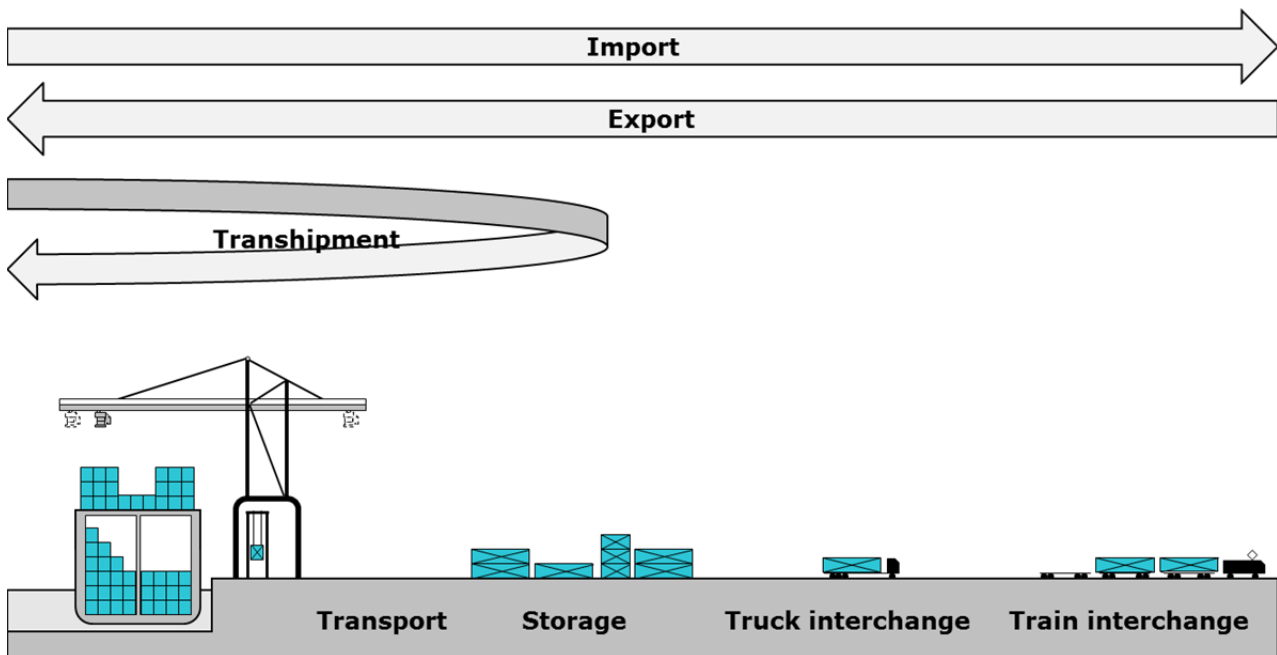 Import
Export
Transhipment
Transport
Storage
Truck interchange
Train interchange